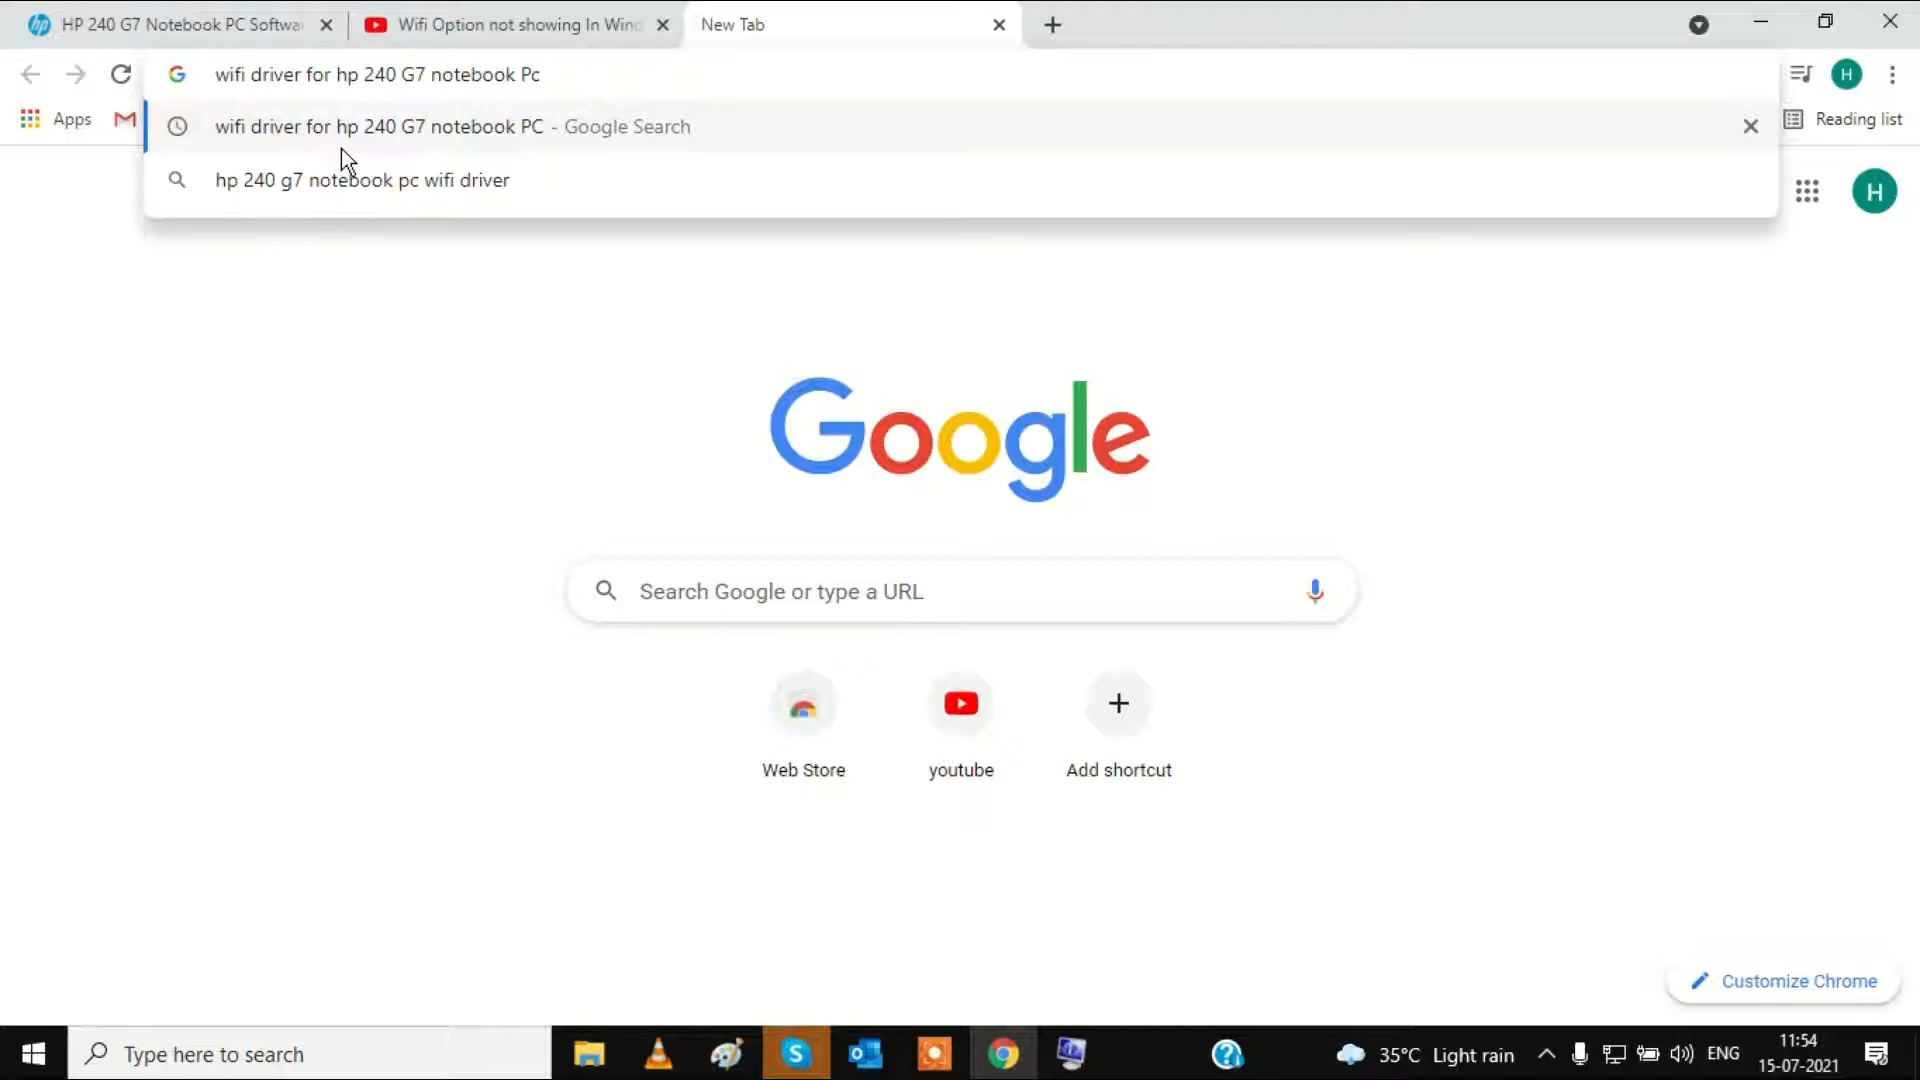 HP 240 G7 Notebook PC Softwa
Wifi Option not showing In Wind
New Tab
wifi driver for hp 240 G7 notebook Pc
H
Apps
wifi driver for hp 240 G7 notebook PC - Google Search
Reading list
hp 240 g7 notebook pc wifi driver
H
Google
Search Google or type a URL
Web Store
youtube
Add shortcut
Customize Chrome
Type here to search
35°C Light rain
ENG
11:54
15-07-2021